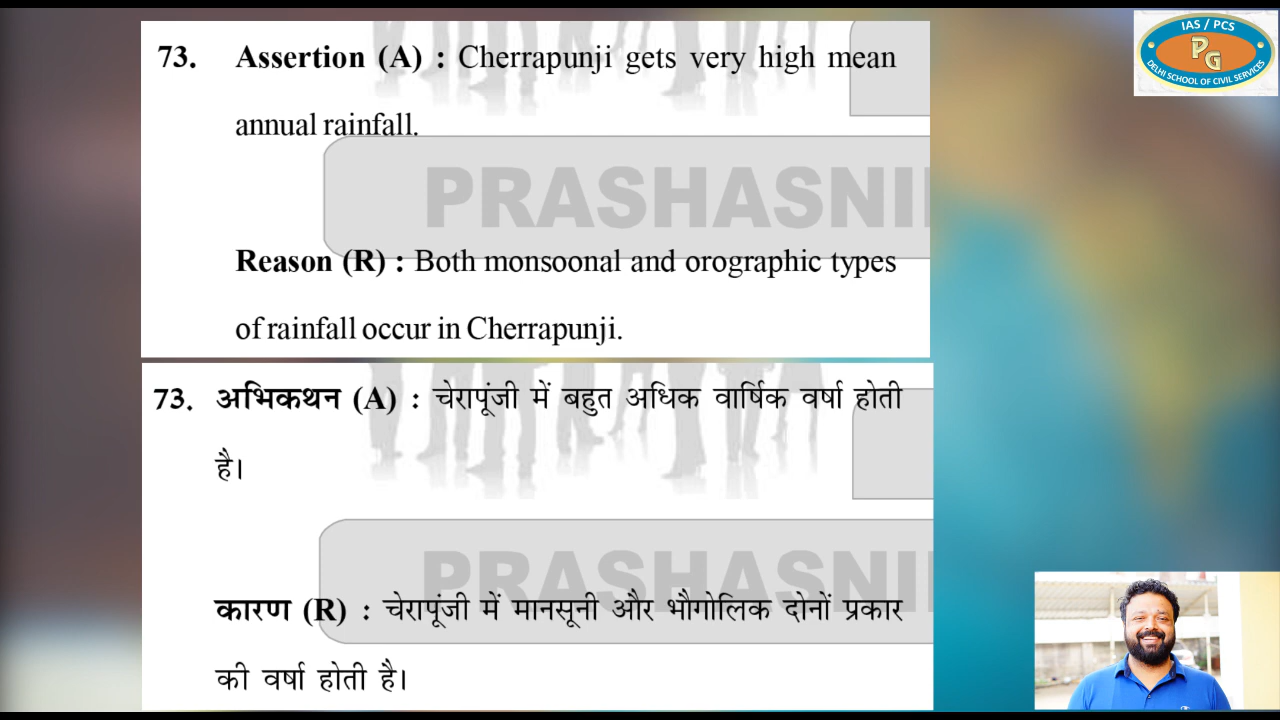 IAS / PCS
PG
DELHI SCHOOL OF CIVIL SERVICES
73. Assertion (A) : Cherrapunji gets very high mean
annual rainfall.
PRASHASNI
Reason (R) : Both monsoonal and orographic types
of rainfall occur in Cherrapunji.
73. अभिकथन (A) : चेरापूंजी में बहुत अधिक वार्षिक वर्षा होती
है।
PRASHASNI
कारण (R) : चेरापूंजी में मानसूनी और भौगोलिक दोनों प्रकार
की वर्षा होती है।